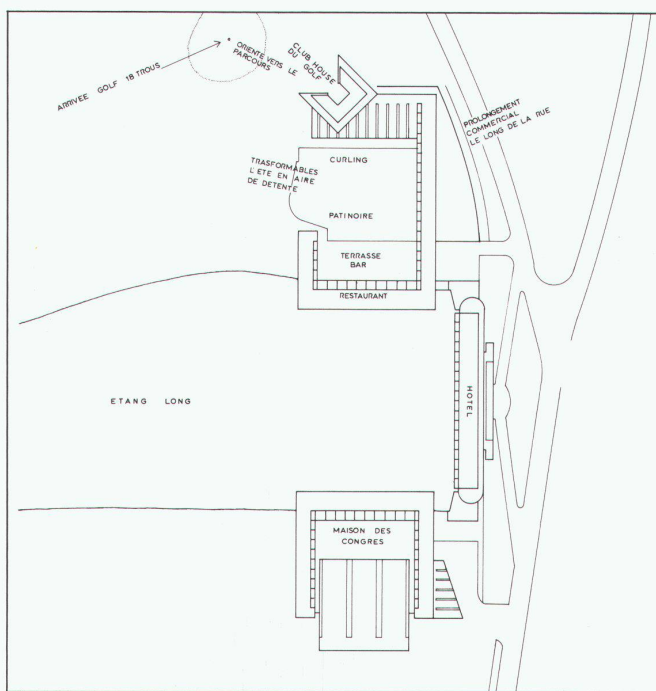 ARRIVEE GOLF 18 TROUS
* ORIENTE VERS LE
PARCOURS
CLUB HOUSE
DU GOLF
PROLONGEMENT
COMMERCIAL
LE LONG DE LA RUE
CURLING
TRASFORMABLES
L'ETE EN AIRE
DE DETENTE
PATINOIRE
TERRASSE
BAR
RESTAURANT
HOTEL
ETANG LONG
MAISON DES
CONGRES